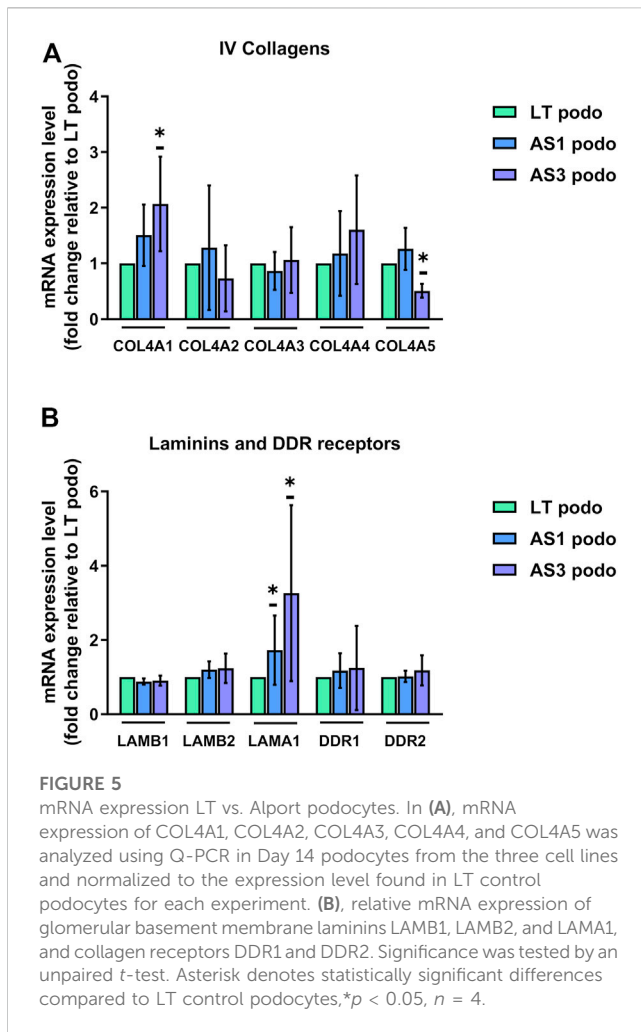 A
IV Collagens
mRNA expression level
(fold change relative to LT podo)
4
3
2
1
0
*
*
COL4A1 COL4A2 COL4A3 COL4A4 COL4A5
LT podo
AS1 podo
AS3 podo
B
Laminins and DDR receptors
mRNA expression level
(fold change relative to LT podo)
6
4
2
0
*
*
LAMB1 LAMB2 LAMA1 DDR1 DDR2
LT podo
AS1 podo
AS3 podo
FIGURE 5
mRNA expression LT vs. Alport podocytes. In (A), mRNA
expression of COL4A1, COL4A2, COL4A3, COL4A4, and COL4A5 was
analyzed using Q-PCR in Day 14 podocytes from the three cell lines
and normalized to the expression level found in LT control
podocytes for each experiment. (B), relative mRNA expression of
glomerular basement membrane laminins LAMB1, LAMB2, and LAMA1,
and collagen receptors DDR1 and DDR2. Significance was tested by an
unpaired t-test. Asterisk denotes statistically significant differences
compared to LT control podocytes,*p < 0.05, n = 4.